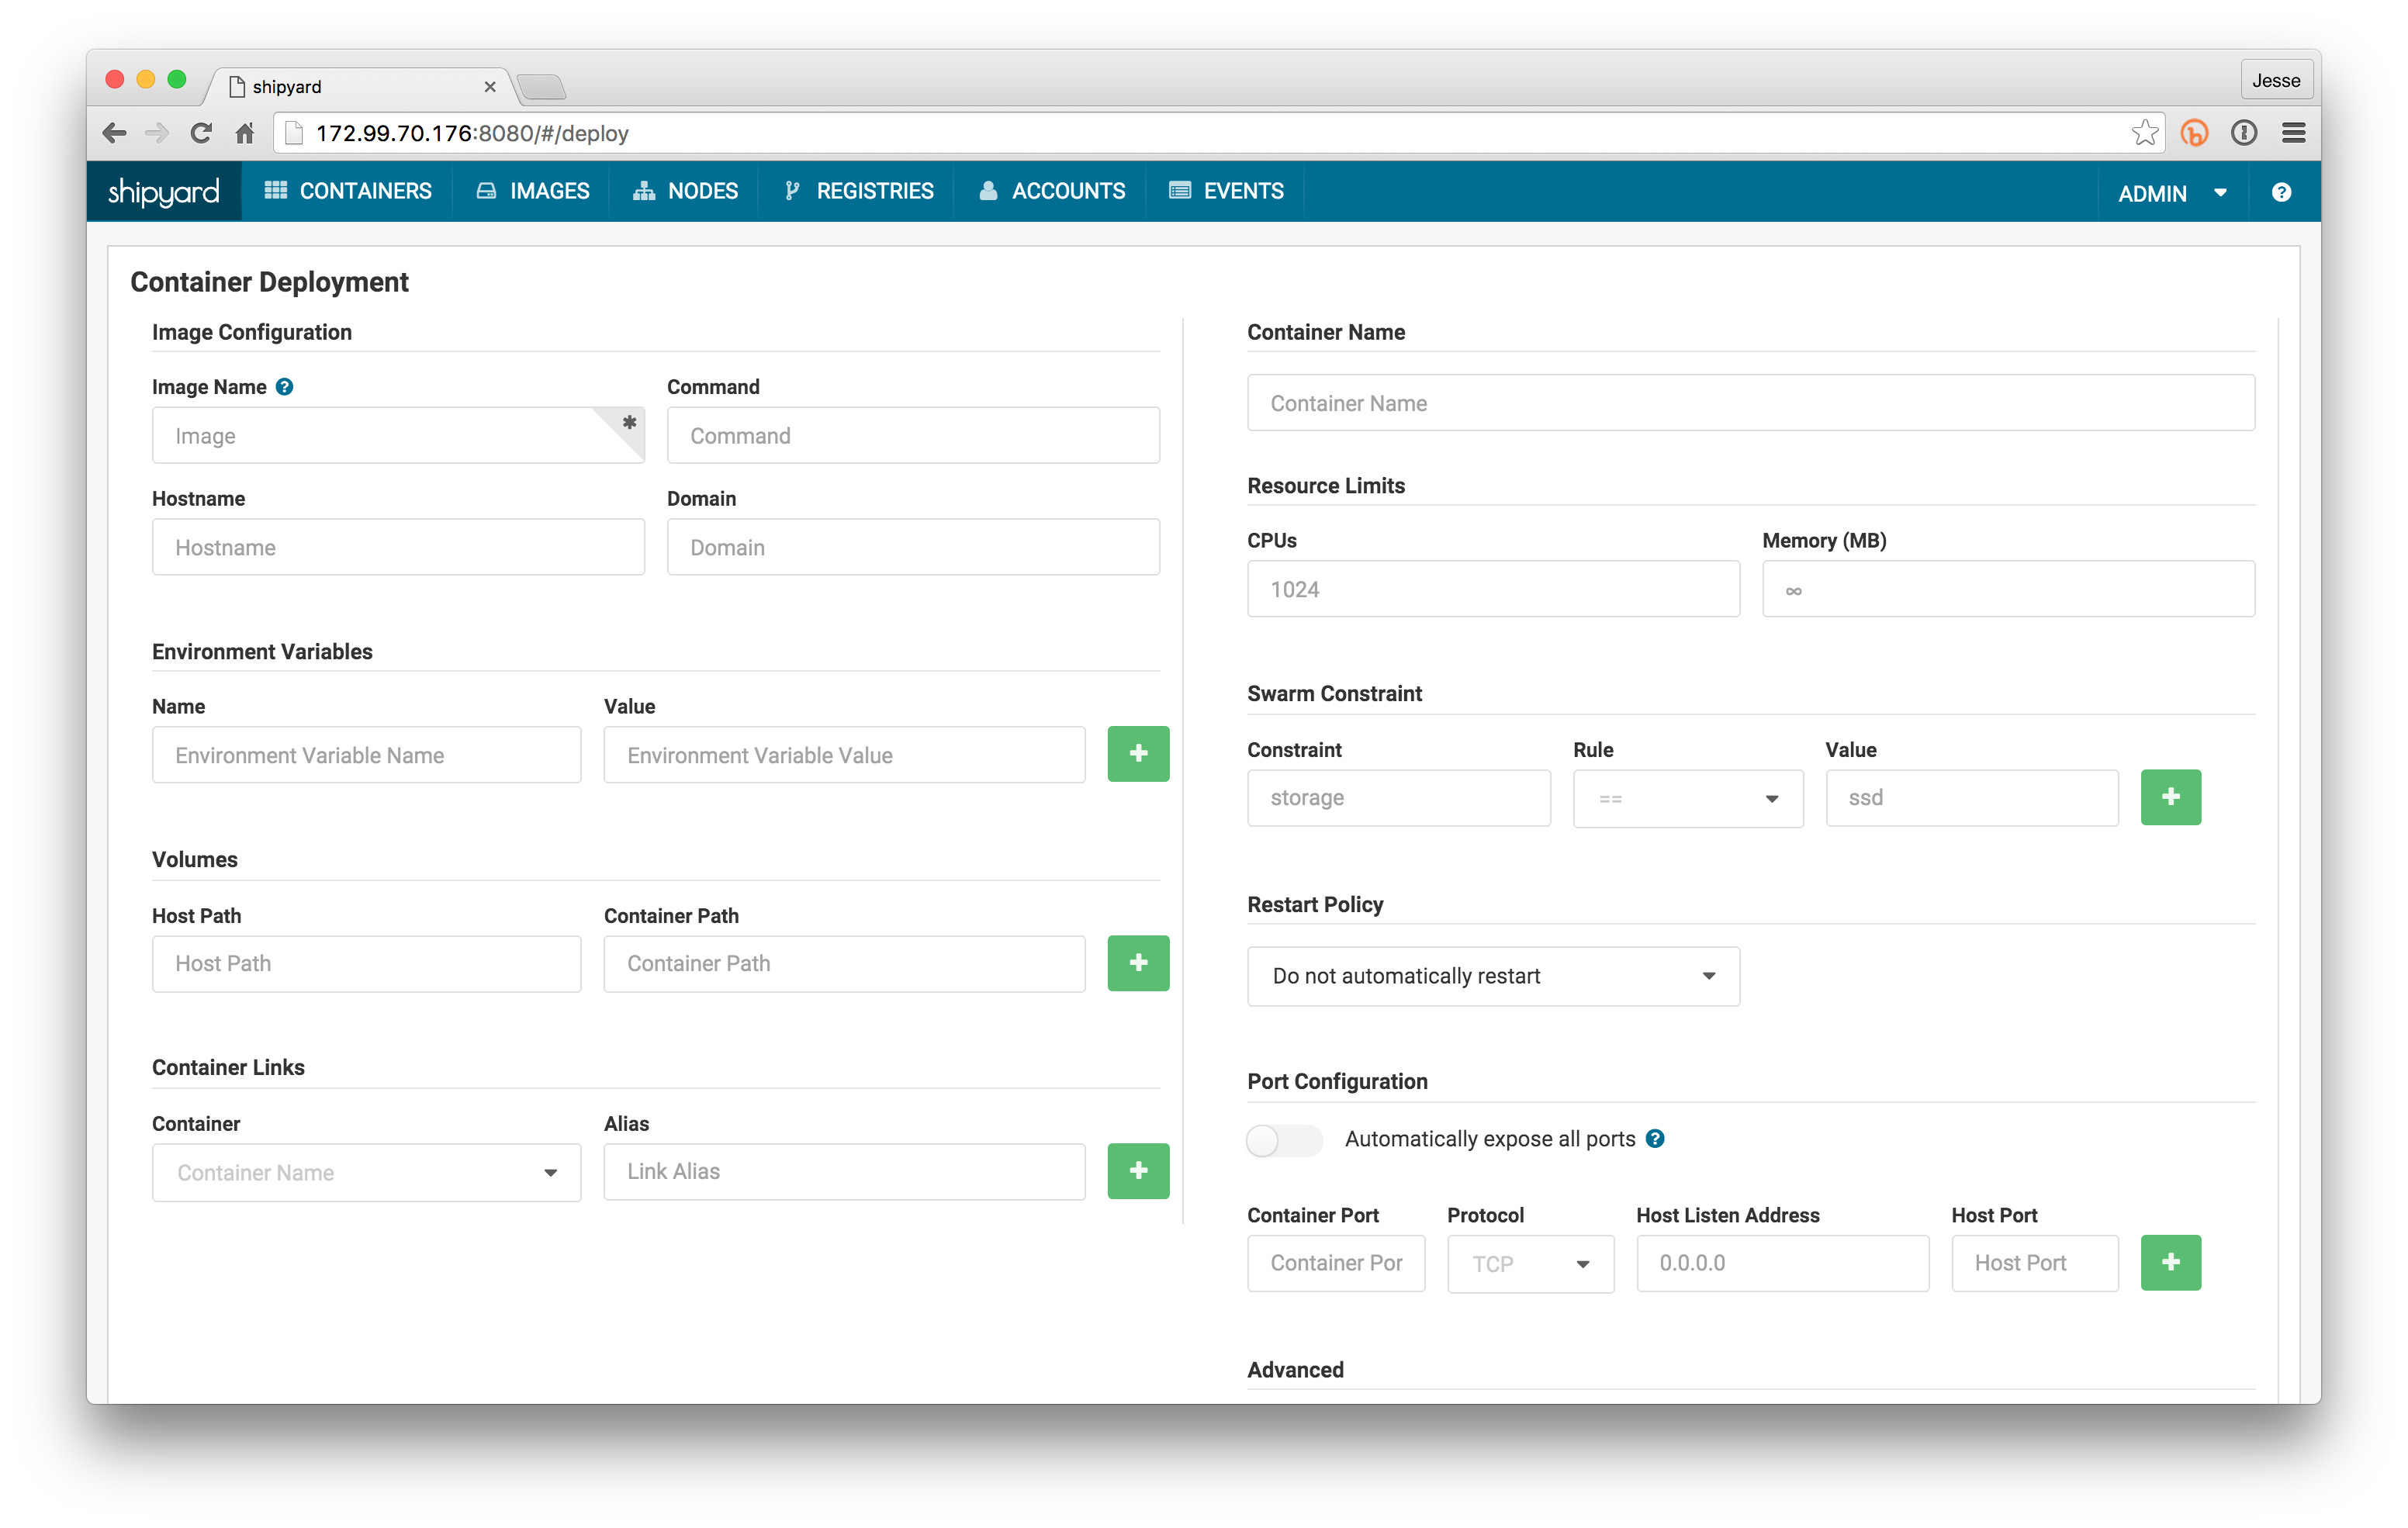 shipyard
Jesse
172.99.70.176:8080/#/deploy
shipyard CONTAINERS IMAGES NODES REGISTRIES ACCOUNTS EVENTS ADMIN ?
Container Deployment
Image Configuration
Image Name ? Command
Image * Command
Hostname Domain
Hostname Domain
Environment Variables
Name Value
Environment Variable Name Environment Variable Value +
Volumes
Host Path Container Path
Host Path Container Path +
Container Links
Container Alias
Container Name Link Alias +
Container Name
Container Name
Resource Limits
CPUs Memory (MB)
1024 ∞
Swarm Constraint
Constraint Rule Value
storage == ssd +
Restart Policy
Do not automatically restart
Port Configuration
Automatically expose all ports ?
Container Port Protocol Host Listen Address Host Port
Container Por TCP 0.0.0.0 Host Port +
Advanced